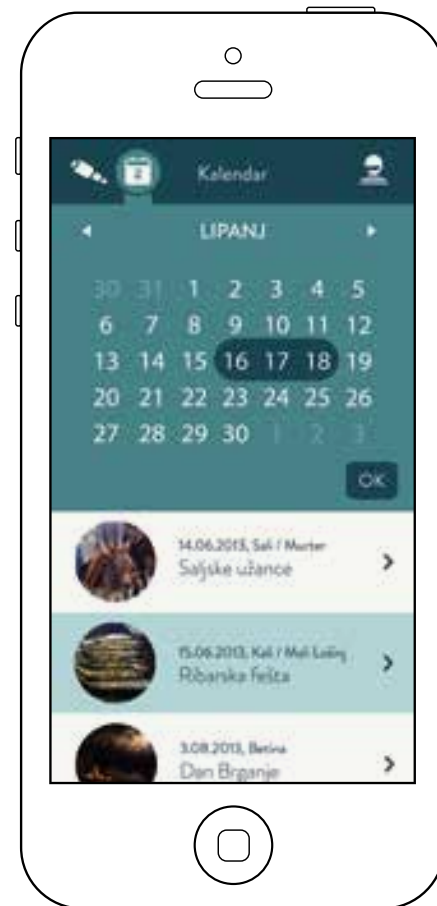 Kalendar
LIPANJ
30 31 1 2 3 4 5
6 7 8 9 10 11 12
13 14 15 16 17 18 19
20 21 22 23 24 25 26
27 28 29 30 1 2 3
OK
14.06.2013, Sali / Murter
Saljske užance
15.06.2013, Kali / Mali Lošinj
Ribarska fešta
3.08.2013, Betina
Dan Brganje